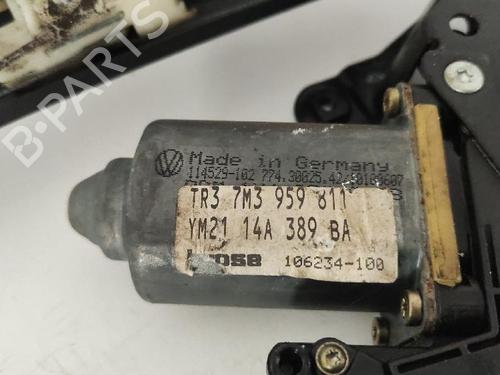 B-PARTS
Made in Germany
114529-102 774.30025.42
TR3 7M3 959 811
YM21 14A 389 BA
brose 106234-100